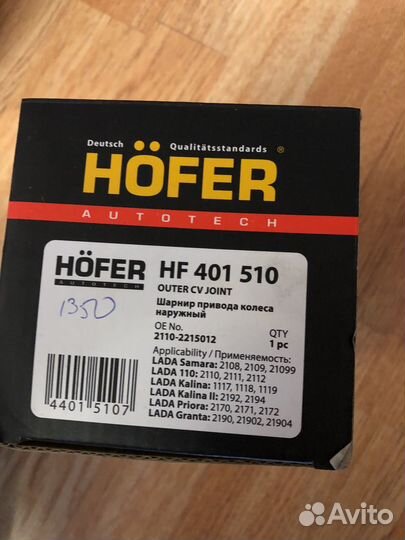 Deutsch Qualitätsstandards ®
HÖFER
AUTOTECH
HÖFER
AUTOTECH
1350
HF 401 510
OUTER CV JOINT
Шарнир привода колеса
наружный
OE No. QTY
2110-2215012 1 pc
Applicability / Применяемость:
LADA Samara: 2108, 2109, 21099
LADA 110: 2110, 2111, 2112
LADA Kalina: 1117, 1118, 1119
LADA Kalina II: 2192, 2194
LADA Priora: 2170, 2171, 2172
LADA Granta: 2190, 21902, 21904
44015107
Avito